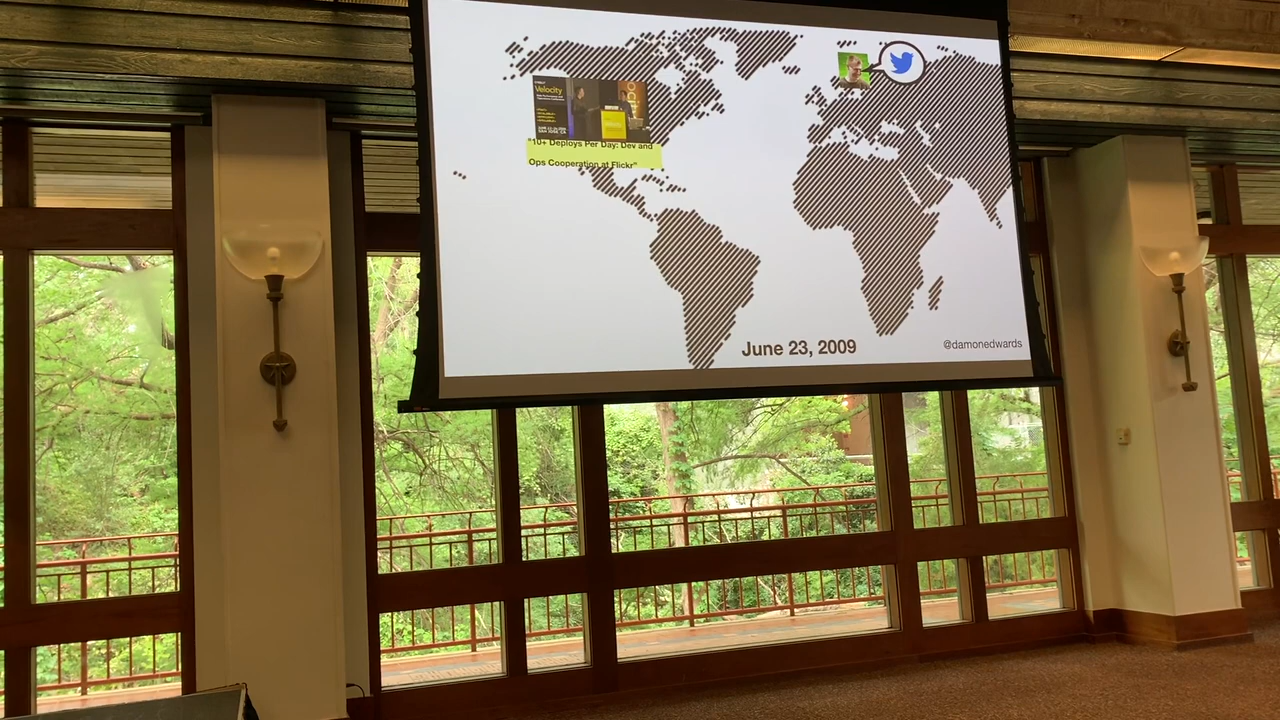 Velocity
"10+ Deploys Per Day: Dev and
Ops Cooperation at Flickr"
June 23, 2009
@damonedwards